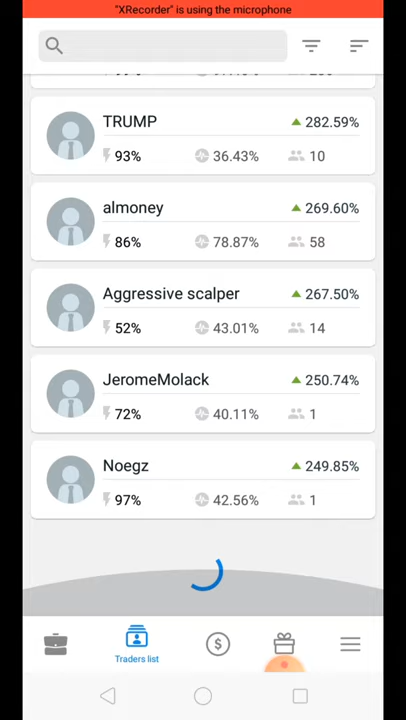 "XRecorder" is using the microphone
TRUMP 282.59%
93% 36.43% 10
almoney 269.60%
86% 78.87% 58
Aggressive scalper 267.50%
52% 43.01% 14
JeromeMolack 250.74%
72% 40.11% 1
Noegz 249.85%
97% 42.56% 1
$
Traders list